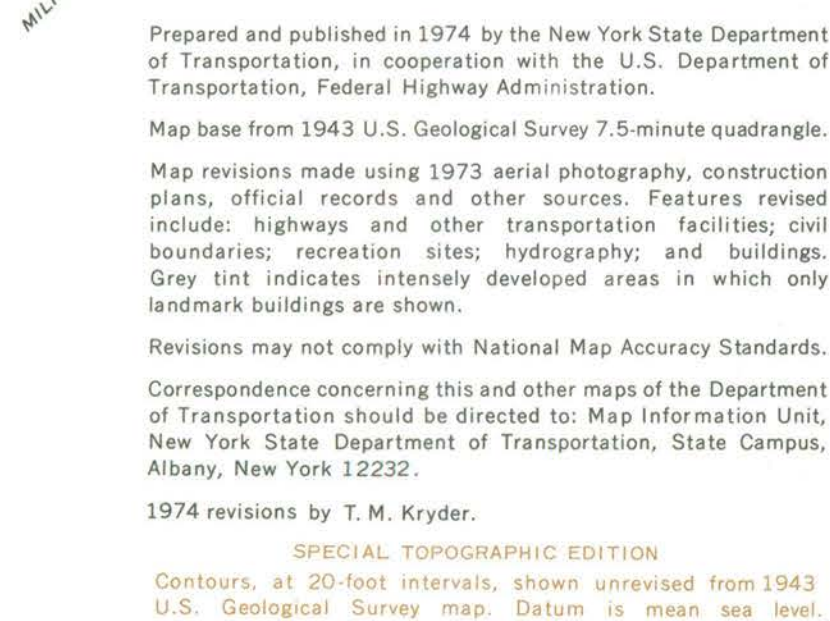 Prepared and published in 1974 by the New York State Department
of Transportation, in cooperation with the U.S. Department of
Transportation, Federal Highway Administration.
Map base from 1943 U.S. Geological Survey 7.5-minute quadrangle.
Map revisions made using 1973 aerial photography, construction
plans, official records and other sources. Features revised
include: highways and other transportation facilities; civil
boundaries; recreation sites; hydrography; and buildings.
Grey tint indicates intensely developed areas in which only
landmark buildings are shown.
Revisions may not comply with National Map Accuracy Standards.
Correspondence concerning this and other maps of the Department
of Transportation should be directed to: Map Information Unit,
New York State Department of Transportation, State Campus,
Albany, New York 12232.
1974 revisions by T. M. Kryder.
SPECIAL TOPOGRAPHIC EDITION
Contours, at 20-foot intervals, shown unrevised from 1943
U.S. Geological Survey map. Datum is mean sea level.